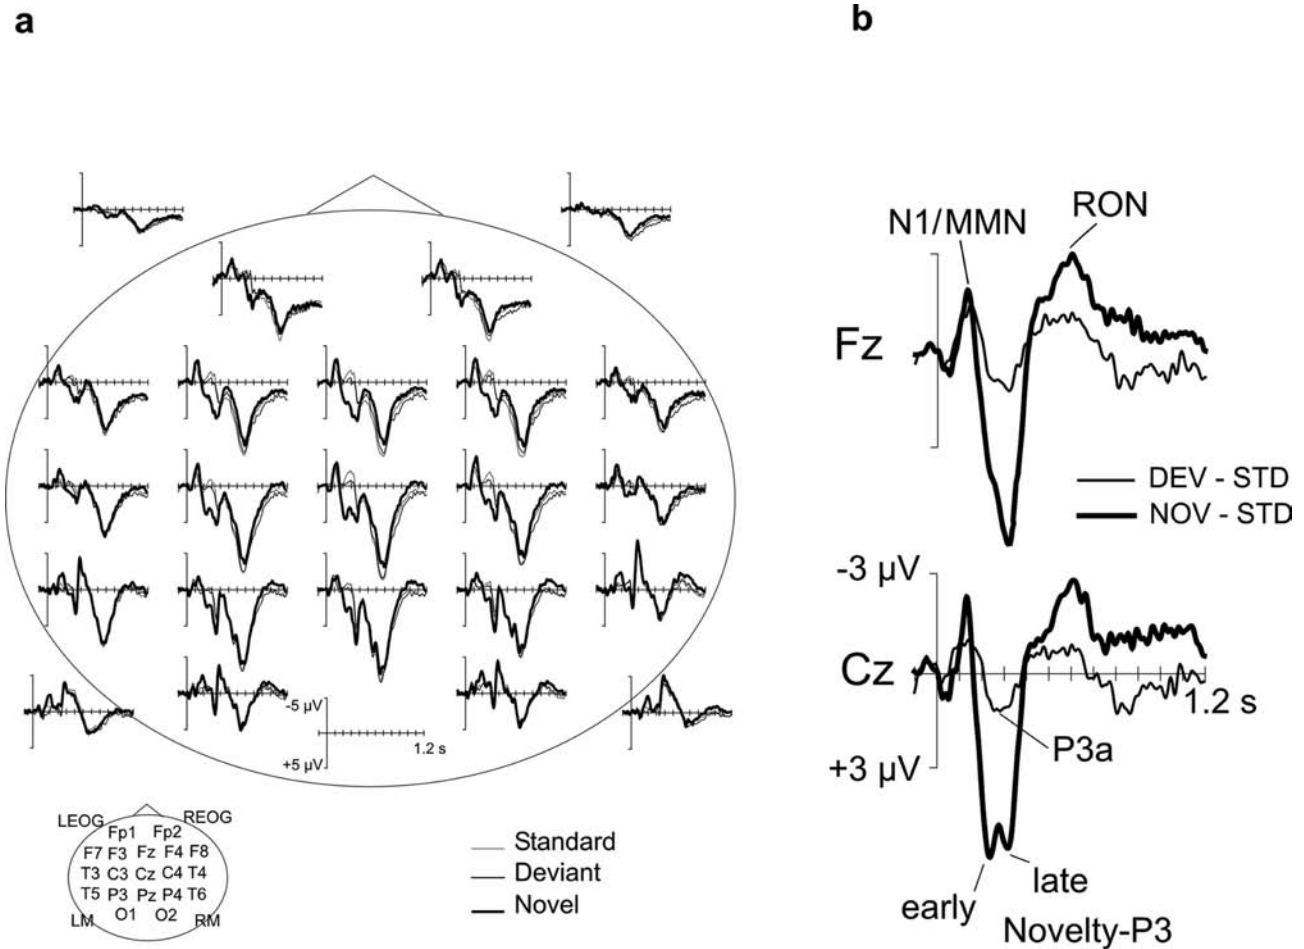 a
b
RON
N1/MMN
Fz
DEV - STD
NOV - STD
-3 µV
Cz
1.2 s
P3a
+3 µV
early
late
Novelty-P3
-5 µV
1.2 s
+5 µV
LEOG
REOG
Fp1 Fp2
F7 F3 Fz F4 F8
T3 C3 Cz C4 T4
T5 P3 Pz P4 T6
LM O1 O2 RM
Standard
Deviant
Novel